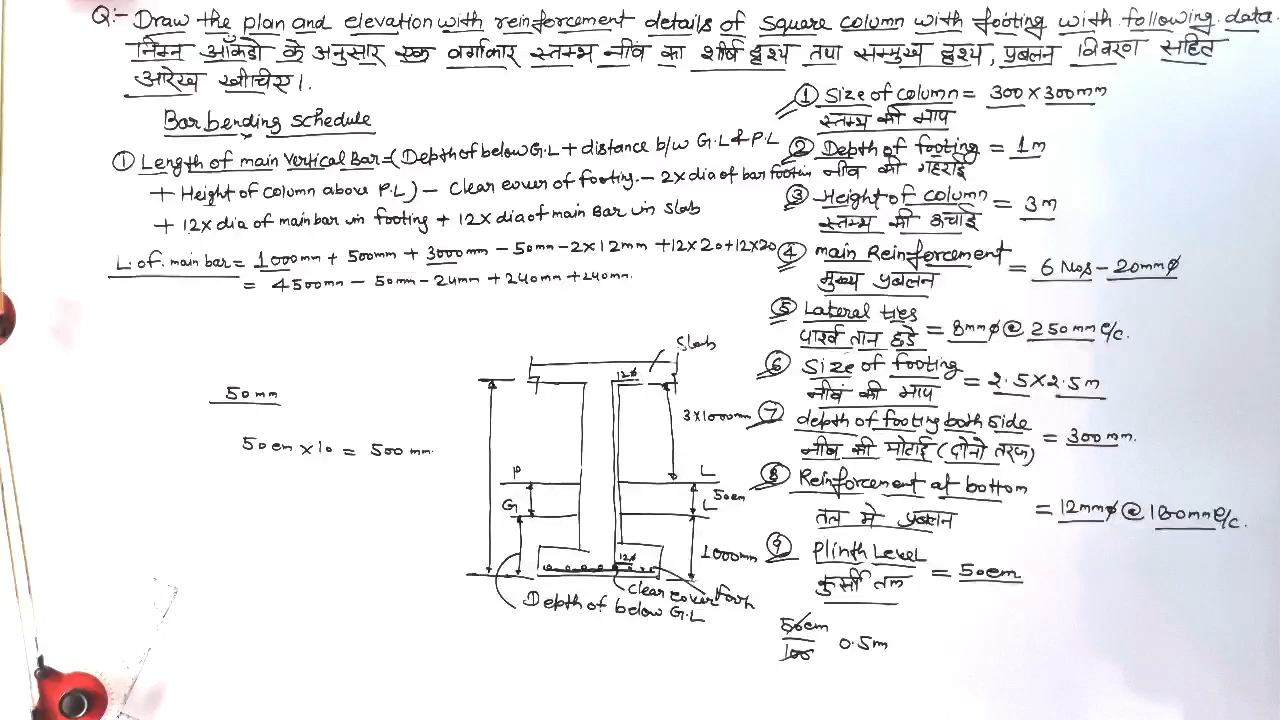 Q:- Draw the plan and elevation with reinforcement details of square column with footing with following data
निम्न आँकडो के अनुसार एक वर्गाकार स्तम्भ नींव का शीर्ष दृश्य तथा सम्मुख दृश्य, प्रबलन विवरण सहित
आरेख खीचिए।
Bar bending schedule
① Length of main vertical Bar=(Depth of below G.L + distance b/w G.L & P.L
+ Height of column above P.L) - clear cover of footing - 2x dia of bar footin
+ 12x dia of main bar in footing + 12x dia of main Bar in slab
L. of. main bar = 1000mm + 500mm + 3000mm - 50mm - 2x12mm +12x20+12x20
= 4500mm - 50mm - 24mm + 240mm + 240mm.
50mm
50cm x 10 = 500mm.
① Size of column = 300 x 300mm
स्तम्भ की माप
② Depth of footing = 1m
नींव की गहराई
③ Height of column = 3m
स्तम्भ की ऊचाई
④ main Reinforcement = 6 Nos - 20mmϕ
मुख्य प्रबलन
⑤ Lateral ties = 8mmϕ@ 250mm c/c.
पार्श्व तान छडे
⑥ Size of footing = 2.5 x 2.5m
नींव की माप
⑦ depth of footing both side = 300mm.
नींव की मोटाई (दोनो तरफ)
⑧ Reinforcement at bottom = 12mmϕ@ 180mm c/c.
तल मे प्रबलन
⑨ Plinth Level = 50cm
कुर्सी तल
50cm
100
0.5m
Slab
12ϕ
3x1000mm
P L
50cm
G L
1000mm
12ϕ
clear cover
Depth of below G.L